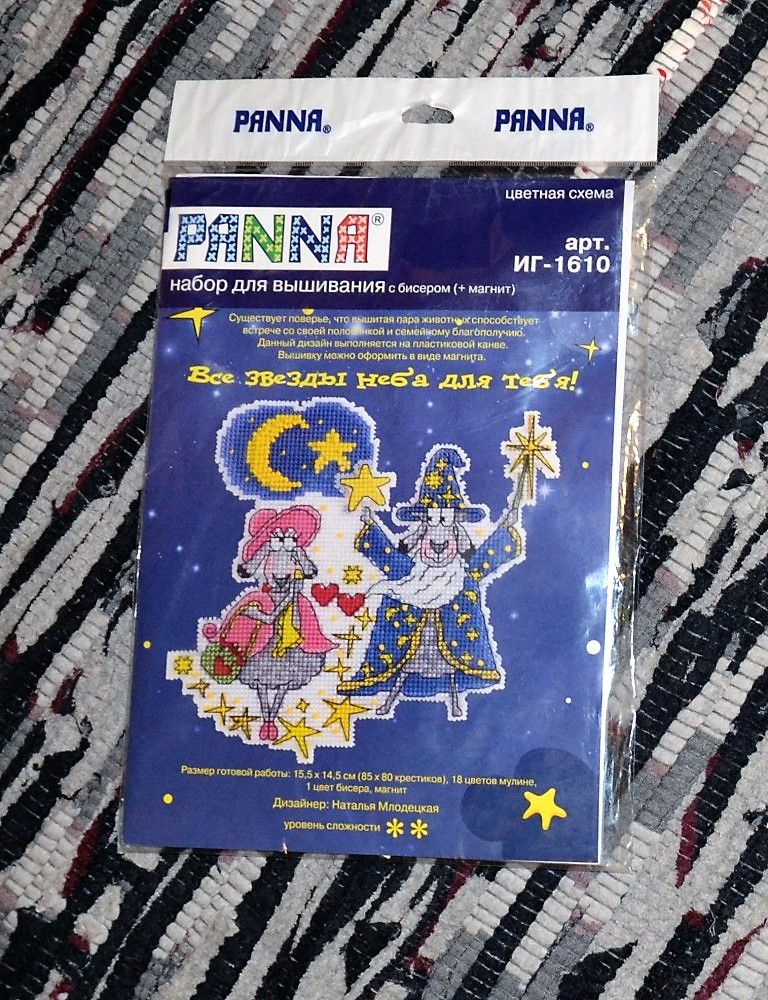 PANNA®
PANNA®
цветная схема
PANNA®
арт.
ИГ-1610
набор для вышивания с бисером (+ магнит)
Существует поверье, что вышитая пара животных способствует
встрече со своей половинкой и семейному благополучию.
Данный дизайн выполняется на пластиковой канве.
Вышивку можно оформить в виде магнита.
Все звезды неба для тебя!
Размер готовой работы: 15,5 х 14,5 см (85 х 80 крестиков), 18 цветов мулине,
1 цвет бисера, магнит
Дизайнер: Наталья Млодецкая
уровень сложности **